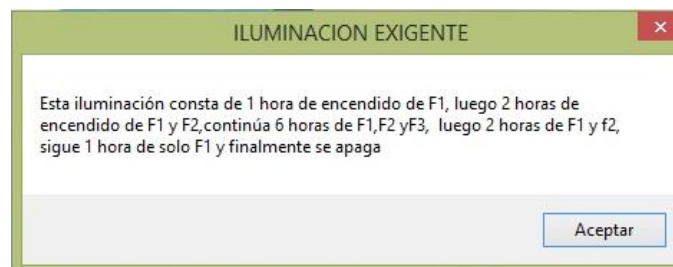 ILUMINACION EXIGENTE
Esta iluminación consta de 1 hora de encendido de F1, luego 2 horas de
encendido de F1 y F2,continúa 6 horas de F1,F2 yF3,  luego 2 horas de F1 y f2,
sigue 1 hora de solo F1 y finalmente se apaga
Aceptar